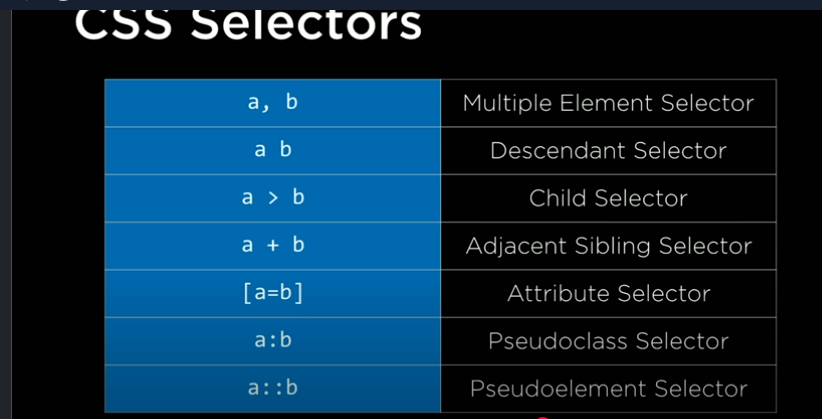 CSS Selectors
a, b Multiple Element Selector
a b Descendant Selector
a > b Child Selector
a + b Adjacent Sibling Selector
[a=b] Attribute Selector
a:b Pseudoclass Selector
a::b Pseudoelement Selector